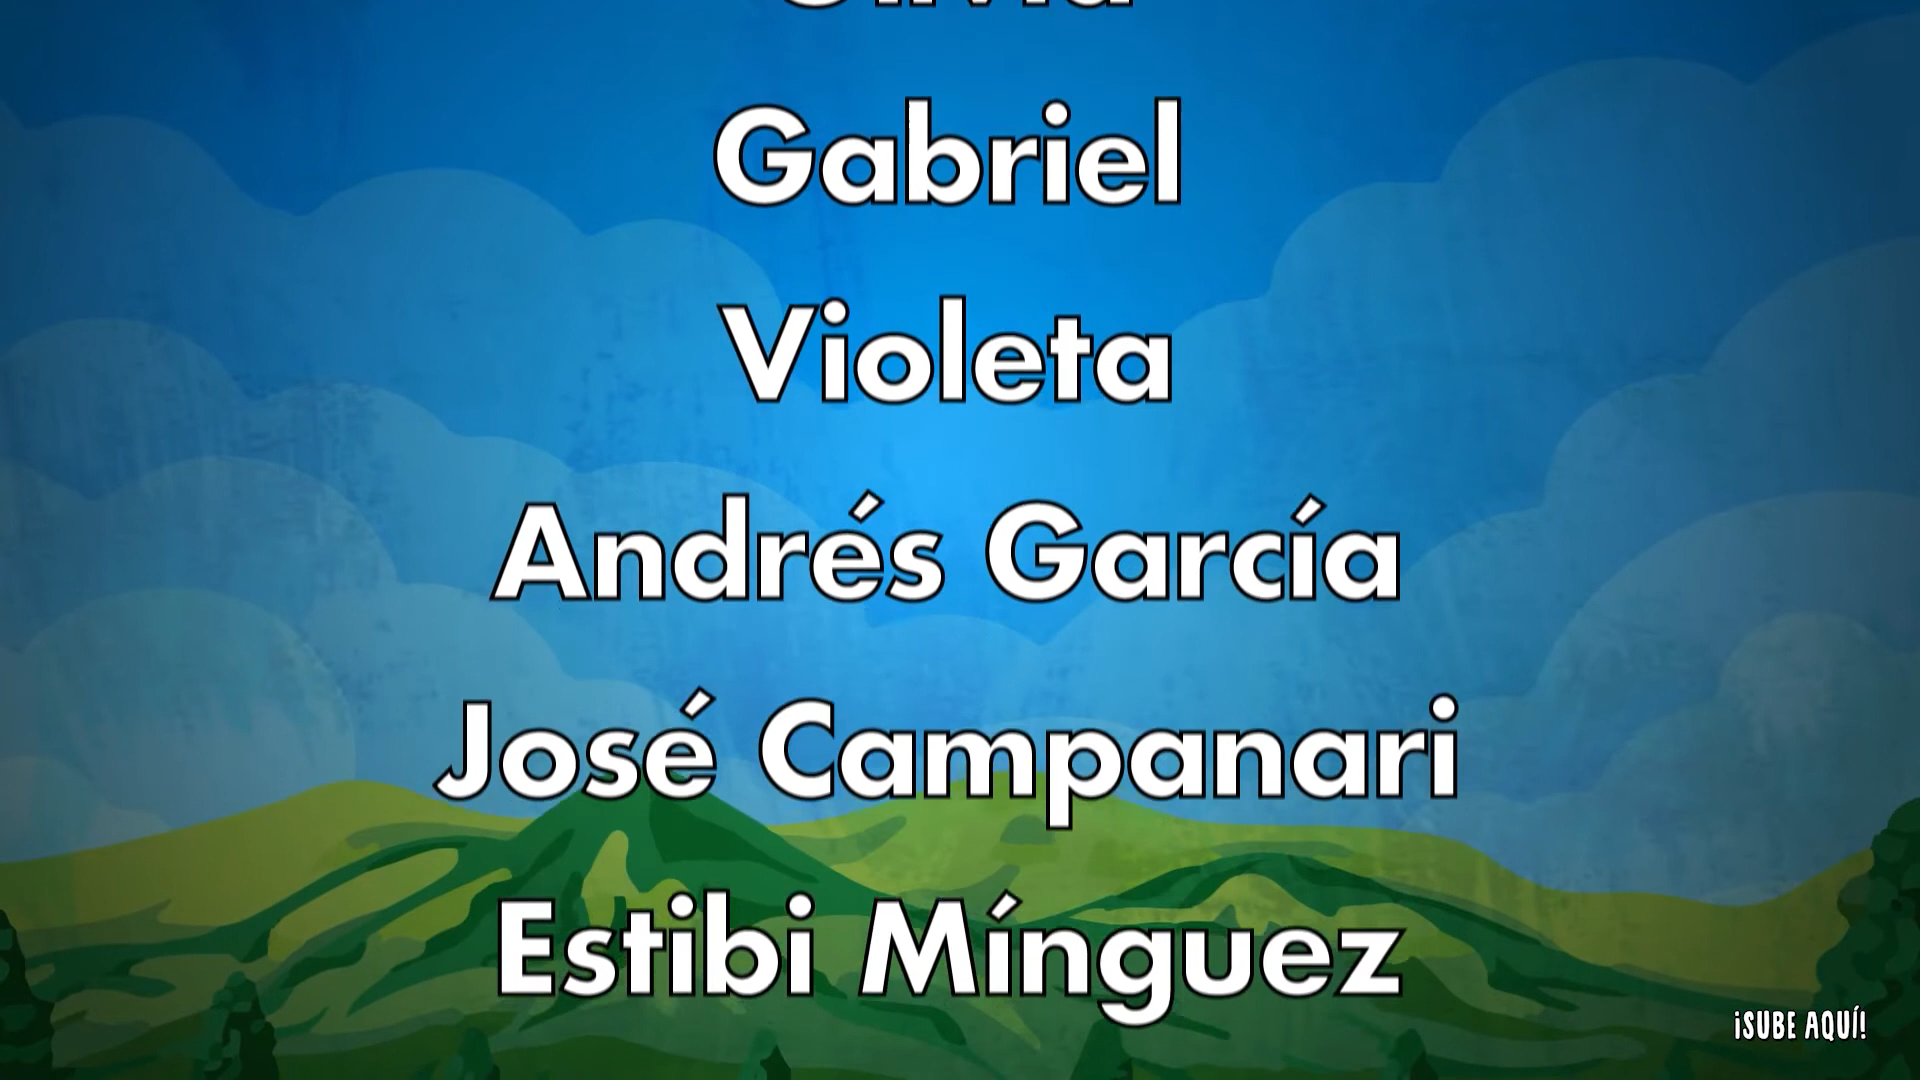 Gabriel
Violeta
Andrés García
José Campanari
Estibi Mínguez
¡SUBE AQUÍ!